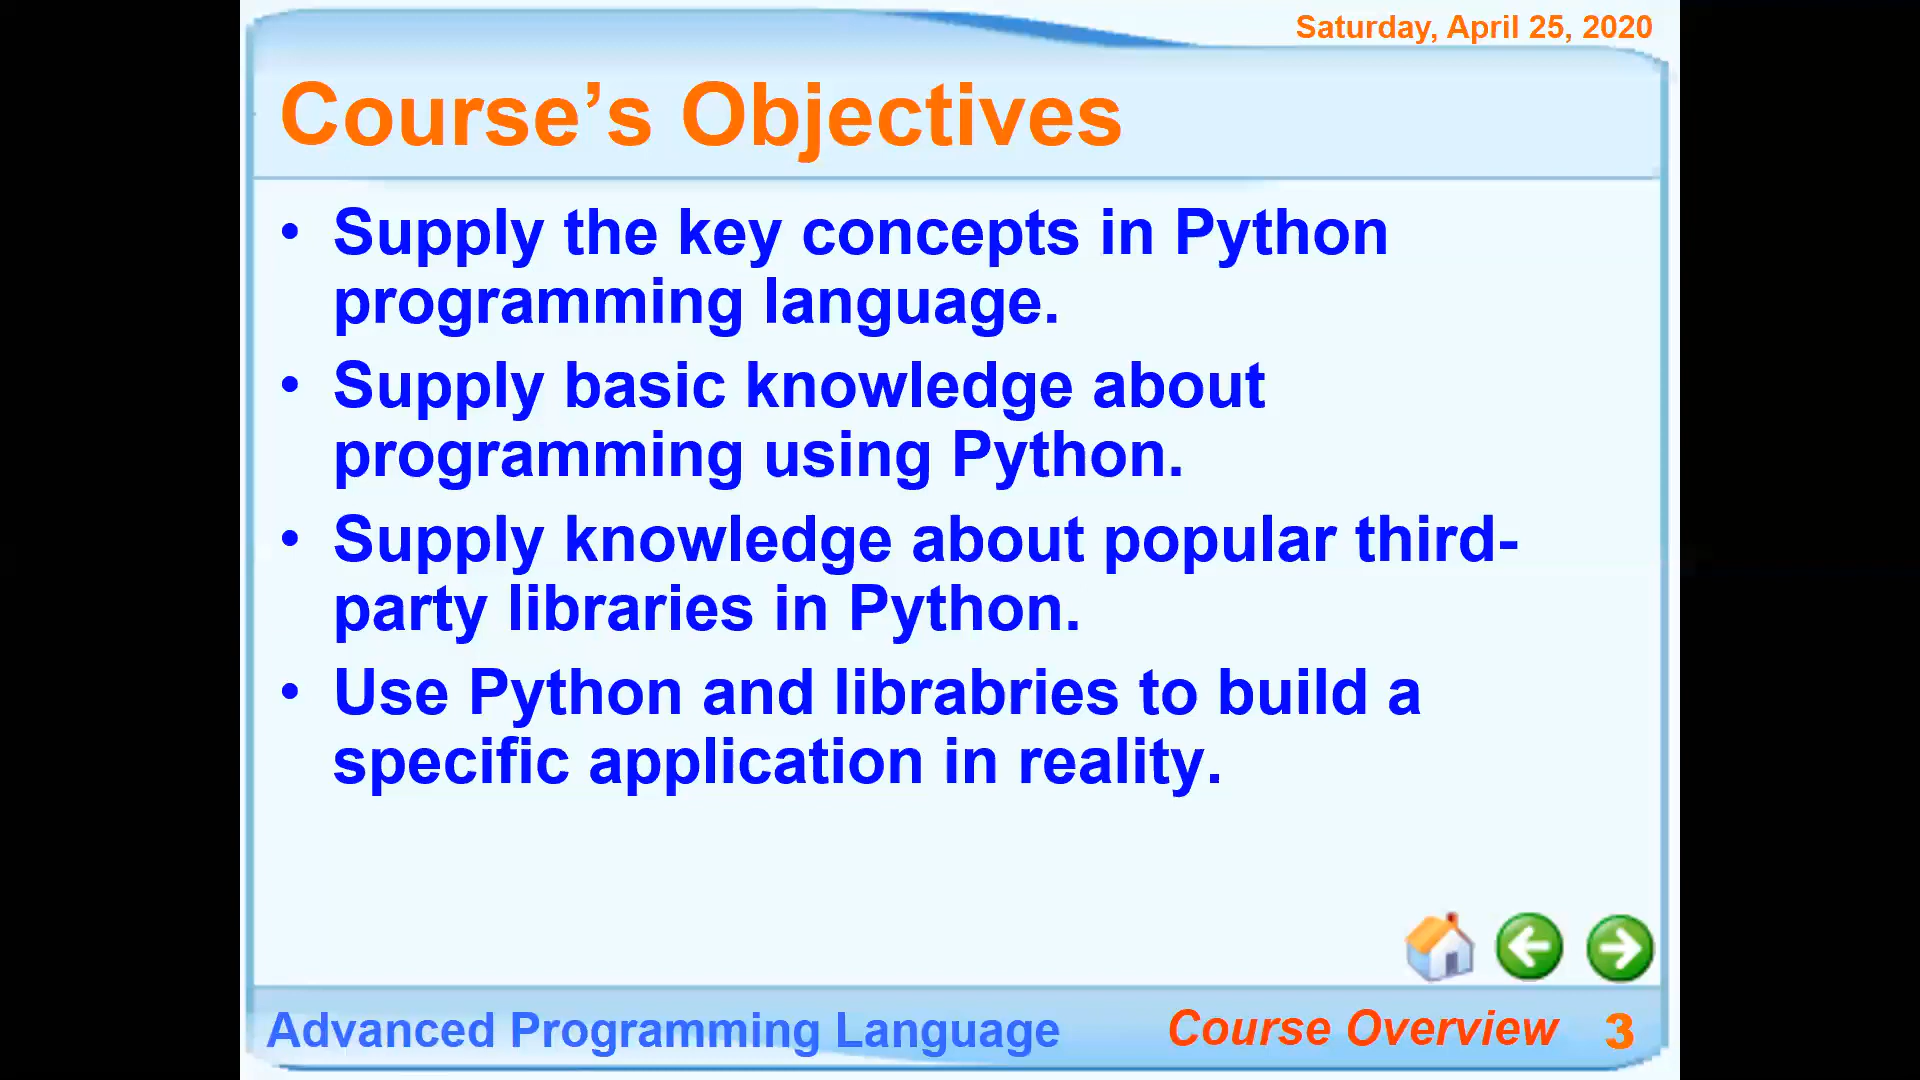 Saturday, April 25, 2020
Course’s Objectives
• Supply the key concepts in Python
programming language.
• Supply basic knowledge about
programming using Python.
• Supply knowledge about popular third-
party libraries in Python.
• Use Python and librabries to build a
specific application in reality.
Advanced Programming Language
Course Overview 3